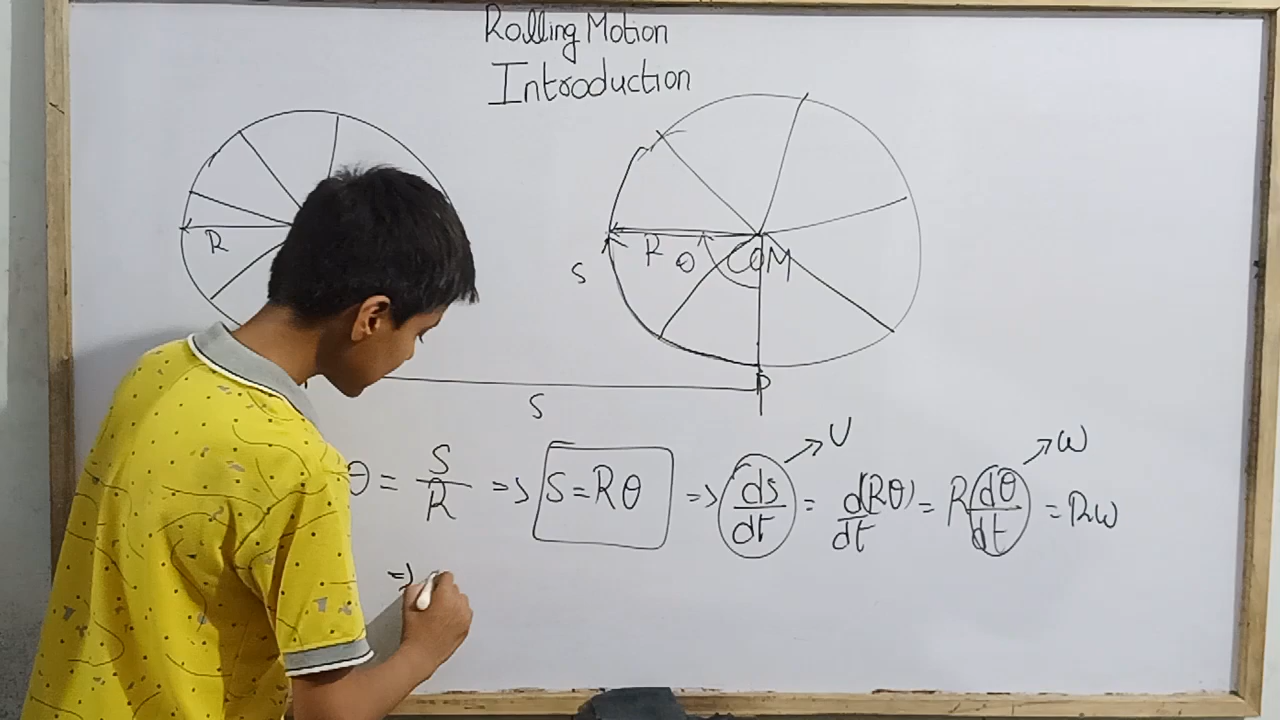 Rolling Motion
Introduction
R
S
R θ COM
P
S
θ = S/R => S=Rθ => ds/dt = d(Rθ)/dt = R dθ/dt = Rω
V
ω
=>